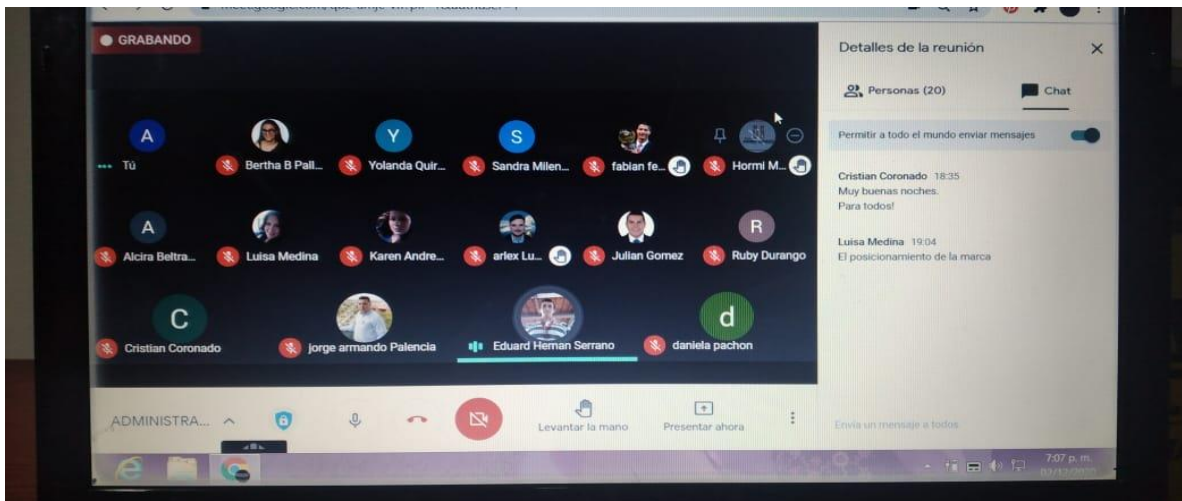 GRABANDO
Detalles de la reunión
Personas (20)
Chat
Permitir a todo el mundo enviar mensajes
A
Y
S
Tú
Bertha B Pall...
Yolanda Quir...
Sandra Milen...
fabian fe...
Hormi M...
Cristian Coronado 18:35
Muy buenas noches.
Para todos!
A
R
Alcira Beltra...
Luisa Medina
Karen Andre...
arlex Lu...
Julian Gomez
Ruby Durango
Luisa Medina 19:04
El posicionamiento de la marca
C
d
Cristian Coronado
jorge armando Palencia
Eduard Hernan Serrano
daniela pachon
ADMINISTRA...
Levantar la mano
Presentar ahora
Envía un mensaje a todos
7:07 p. m.
02/12/2020